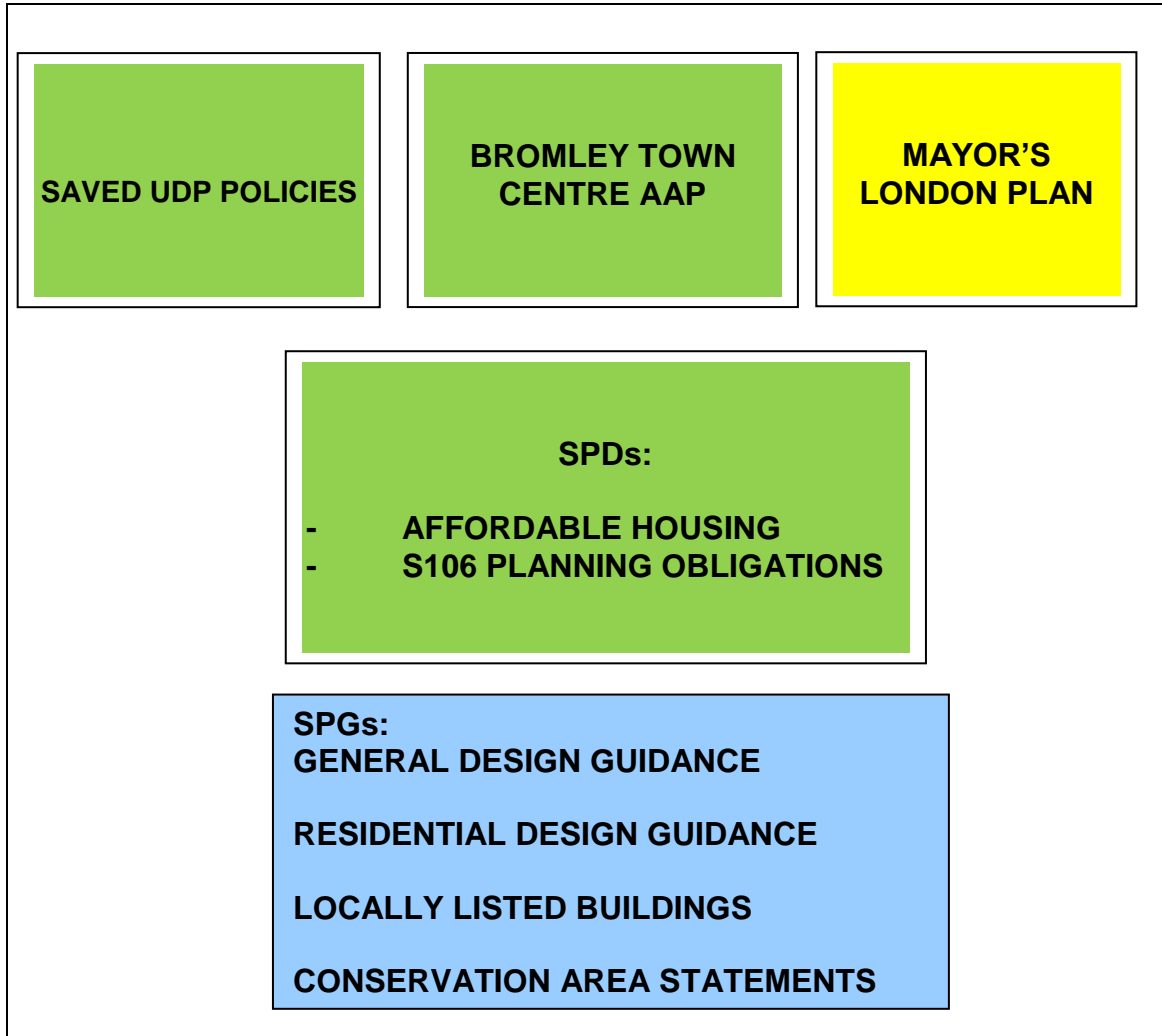 SAVED UDP POLICIES
BROMLEY TOWN
CENTRE AAP
MAYOR’S
LONDON PLAN
SPDs:
- AFFORDABLE HOUSING
- S106 PLANNING OBLIGATIONS
SPGs:
GENERAL DESIGN GUIDANCE
RESIDENTIAL DESIGN GUIDANCE
LOCALLY LISTED BUILDINGS
CONSERVATION AREA STATEMENTS